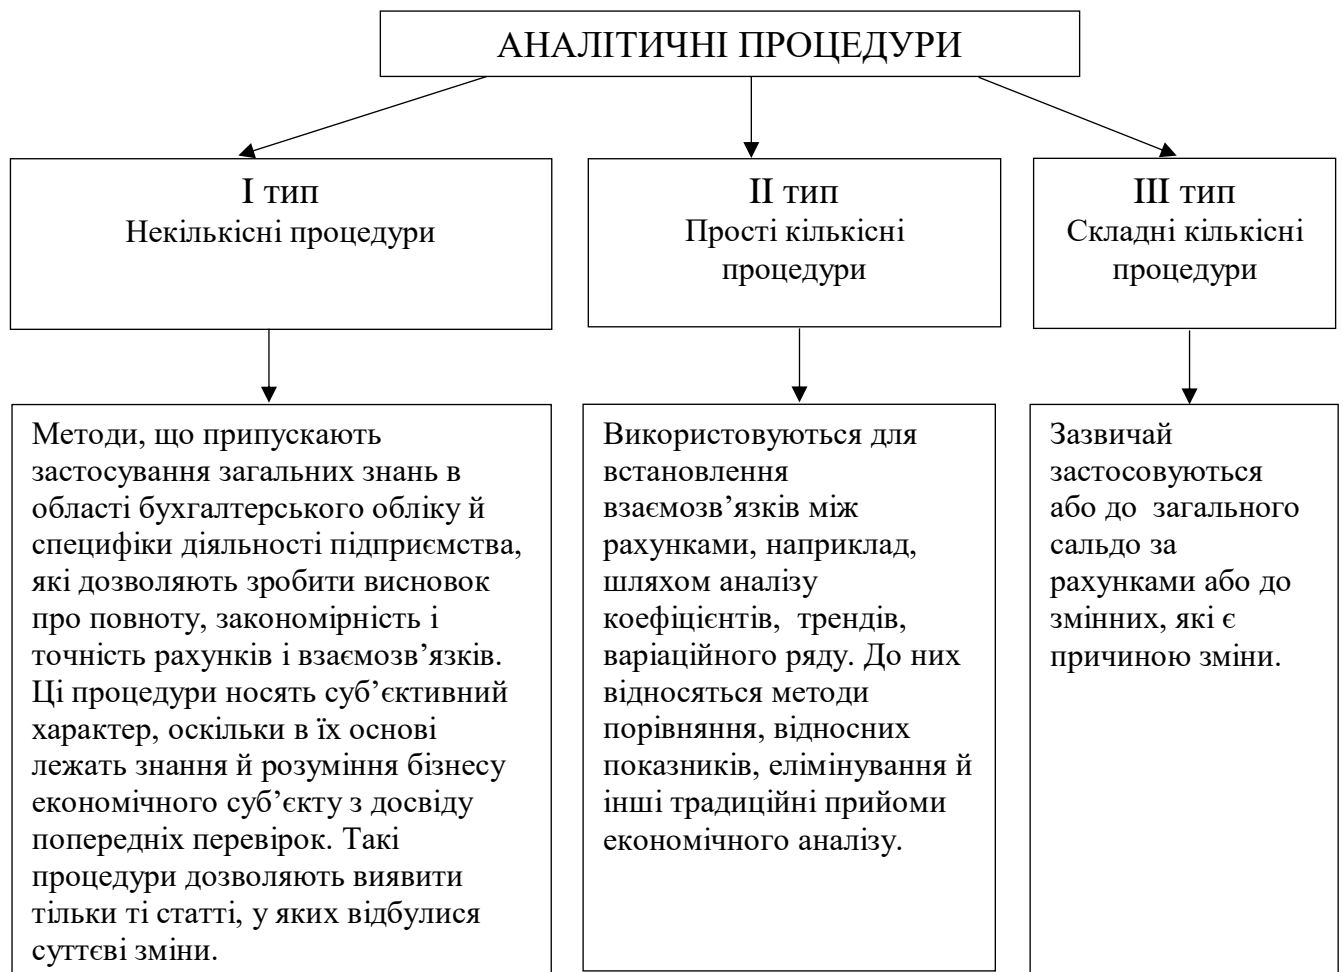 АНАЛІТИЧНІ ПРОЦЕДУРИ
І тип
Некількісні процедури
ІІ тип
Прості кількісні
процедури
ІІІ тип
Складні кількісні
процедури
Методи, що припускають
застосування загальних знань в
області бухгалтерського обліку й
специфіки діяльності підприємства,
які дозволяють зробити висновок
про повноту, закономірність і
точність рахунків і взаємозв’язків.
Ці процедури носять суб’єктивний
характер, оскільки в їх основі
лежать знання й розуміння бізнесу
економічного суб’єкту з досвіду
попередніх перевірок. Такі
процедури дозволяють виявити
тільки ті статті, у яких відбулися
суттєві зміни.
Використовуються для
встановлення
взаємозв’язків між
рахунками, наприклад,
шляхом аналізу
коефіцієнтів, трендів,
варіаційного ряду. До них
відносяться методи
порівняння, відносних
показників, елімінування й
інші традиційні прийоми
економічного аналізу.
Зазвичай
застосовуються
або до загального
сальдо за
рахунками або до
змінних, які є
причиною зміни.